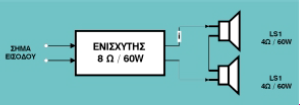 ΣΗΜΑ
ΕΙΣΟΔΟΥ
ΕΝΙΣΧΥΤΗΣ
8 Ω / 60W
LS1
4Ω / 60W
LS1
4Ω / 60W